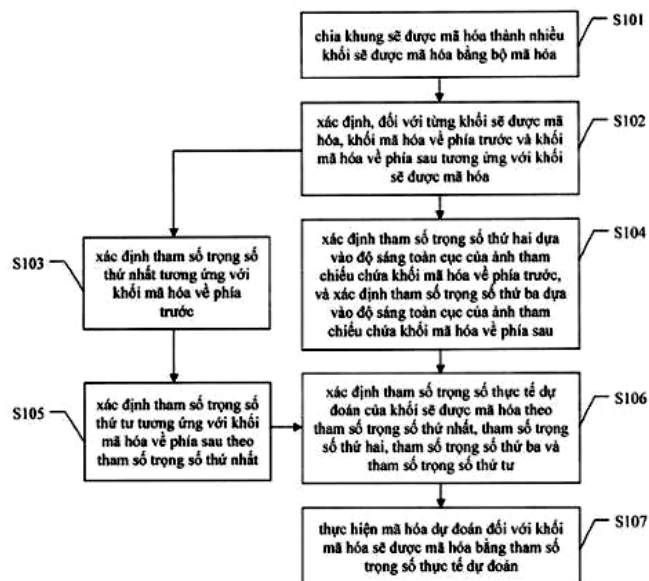 S101
chia khung sẽ được mã hóa thành nhiều
khối sẽ được mã hóa bằng bộ mã hóa
S102
xác định, đối với từng khối sẽ được mã
hóa, khối mã hóa về phía trước và khối
mã hóa về phía sau tương ứng với khối
sẽ được mã hóa
S103
xác định tham số trọng số
thứ nhất tương ứng với
khối mã hóa về phía
trước
S104
xác định tham số trọng số thứ hai dựa
vào độ sáng toàn cục của ảnh tham
chiếu chứa khối mã hóa về phía trước,
và xác định tham số trọng số thứ ba dựa
vào độ sáng toàn cục của ảnh tham
chiếu chứa khối mã hóa về phía sau
S105
xác định tham số trọng số
thứ tư tương ứng với khối
mã hóa về phía sau theo
tham số trọng số thứ nhất
S106
xác định tham số trọng số thực tế dự
đoán của khối sẽ được mã hóa theo
tham số trọng số thứ nhất, tham số trọng
số thứ hai, tham số trọng số thứ ba và
tham số trọng số thứ tư
S107
thực hiện mã hóa dự đoán đối với khối
mã hóa sẽ được mã hóa bằng tham số
trọng số thực tế dự đoán